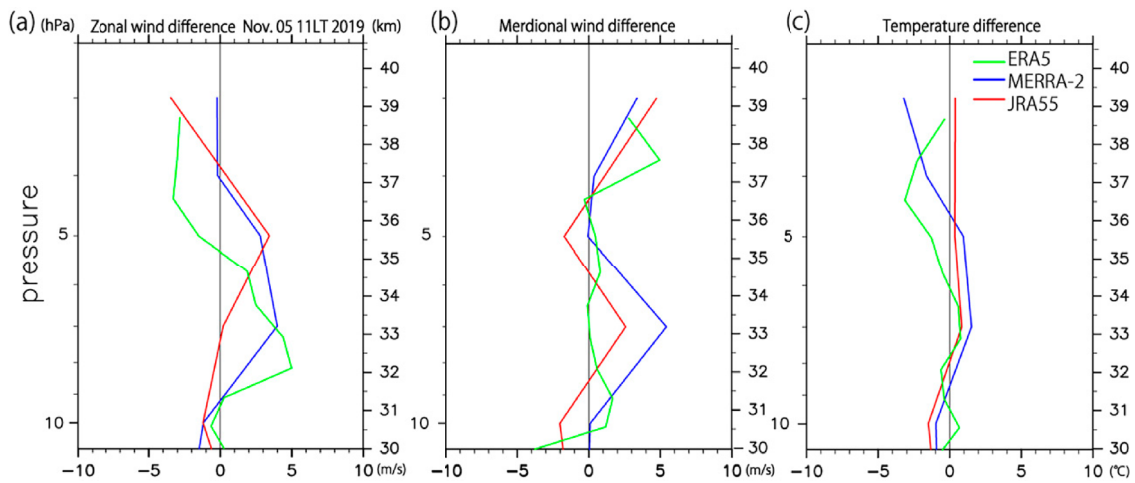 (a) (hPa) Zonal wind difference Nov. 05 11LT 2019 (km) (b) Merdional wind difference (c) Temperature difference
40 40 40
ERA5
MERRA-2
JRA55
39 39 39
38 38 38
37 37 37
36 36 36
5 5 5
35 35 35
pressure
34 34 34
33 33 33
32 32 32
31 31 31
10 10 10
30 30 30
−10 −5 0 5 10 (m/s) −10 −5 0 5 10 (m/s) −10 −5 0 5 10 (℃)